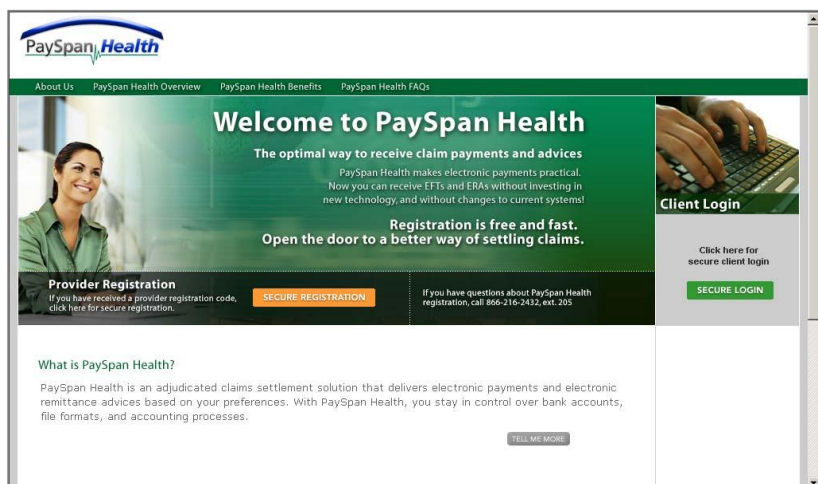 PaySpan Health
About Us PaySpan Health Overview PaySpan Health Benefits PaySpan Health FAQs
Welcome to PaySpan Health
The optimal way to receive claim payments and advices
PaySpan Health makes electronic payments practical.
Now you can receive EFTs and ERAs without investing in
new technology, and without changes to current systems!
Registration is free and fast.
Open the door to a better way of settling claims.
Provider Registration
If you have received a provider registration code,
click here for secure registration.
SECURE REGISTRATION
If you have questions about PaySpan Health
registration, call 866-216-2432, ext. 205
Client Login
Click here for
secure client login
SECURE LOGIN
What is PaySpan Health?
PaySpan Health is an adjudicated claims settlement solution that delivers electronic payments and electronic
remittance advices based on your preferences. With PaySpan Health, you stay in control over bank accounts,
file formats, and accounting processes.
TELL ME MORE